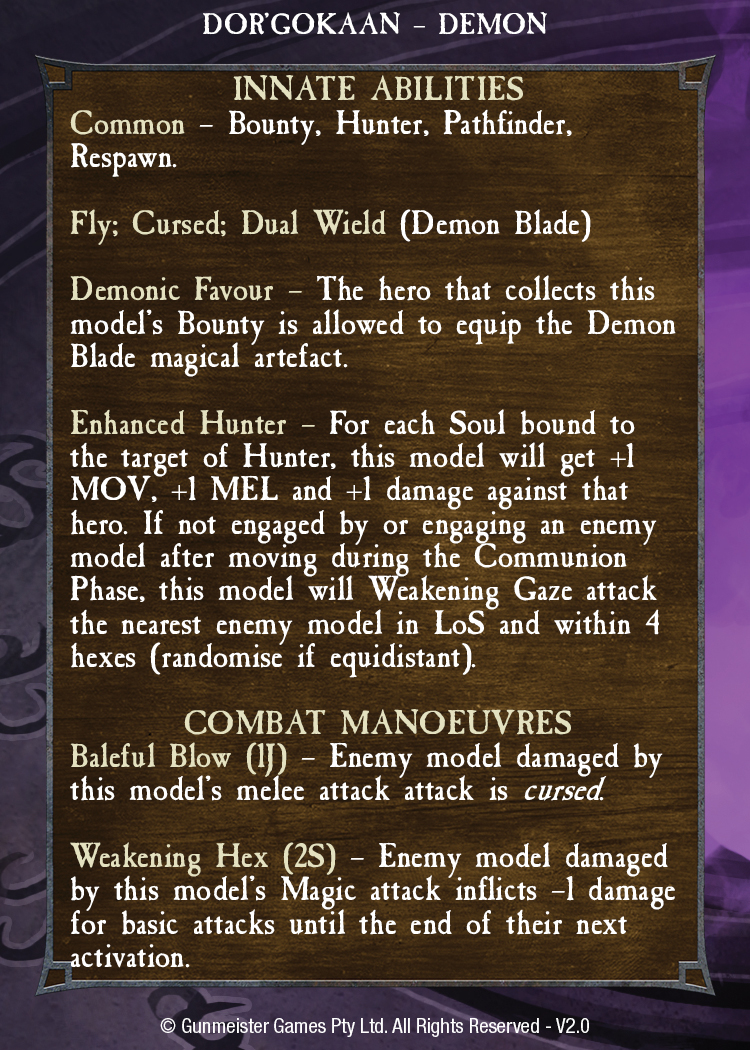 DOR'GOKAAN – DEMON
INNATE ABILITIES
Common – Bounty, Hunter, Pathfinder,
Respawn.
Fly; Cursed; Dual Wield (Demon Blade)
Demonic Favour – The hero that collects this
model's Bounty is allowed to equip the Demon
Blade magical artefact.
Enhanced Hunter – For each Soul bound to
the target of Hunter, this model will get +1
MOV, +1 MEL and +1 damage against that
hero. If not engaged by or engaging an enemy
model after moving during the Communion
Phase, this model will Weakening Gaze attack
the nearest enemy model in LoS and within 4
hexes (randomise if equidistant).
COMBAT MANOEUVRES
Baleful Blow (1J) – Enemy model damaged by
this model's melee attack attack is cursed.
Weakening Hex (2S) – Enemy model damaged
by this model's Magic attack inflicts –1 damage
for basic attacks until the end of their next
activation.
© Gunmeister Games Pty Ltd. All Rights Reserved - V2.0